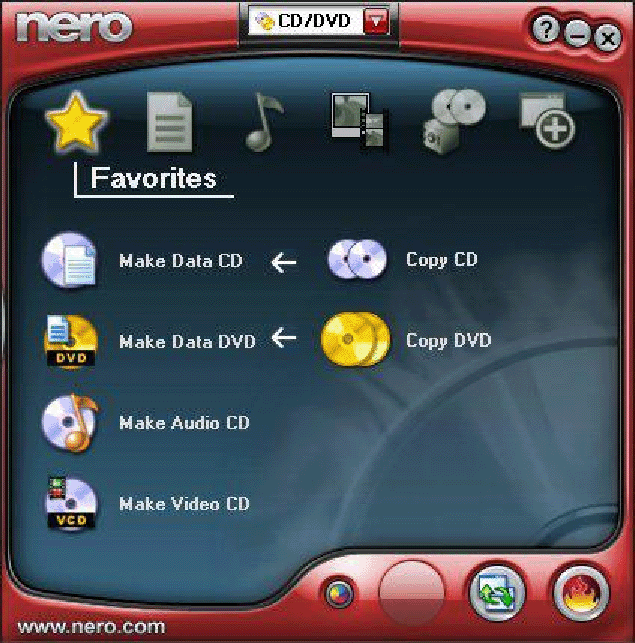 nero
CD/DVD
?
Favorites
Make Data CD ← Copy CD
Make Data DVD ← Copy DVD
DVD
Make Audio CD
Make Video CD
VCD
www.nero.com